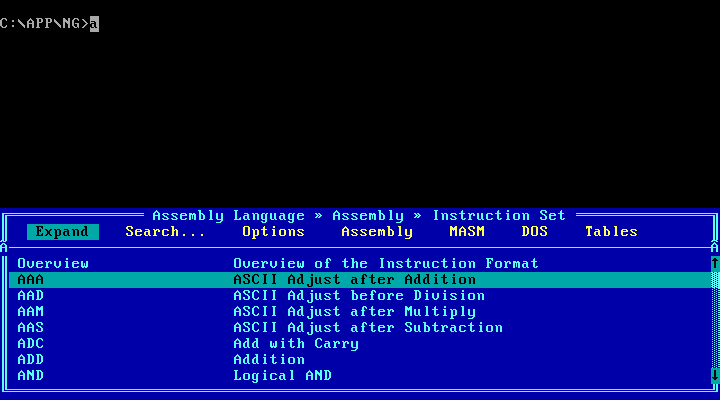 C:\APP\NG>a
Assembly Language » Assembly » Instruction Set
Expand Search... Options Assembly MASM DOS Tables
Overview Overview of the Instruction Format
AAA ASCII Adjust after Addition
AAD ASCII Adjust before Division
AAM ASCII Adjust after Multiply
AAS ASCII Adjust after Subtraction
ADC Add with Carry
ADD Addition
AND Logical AND